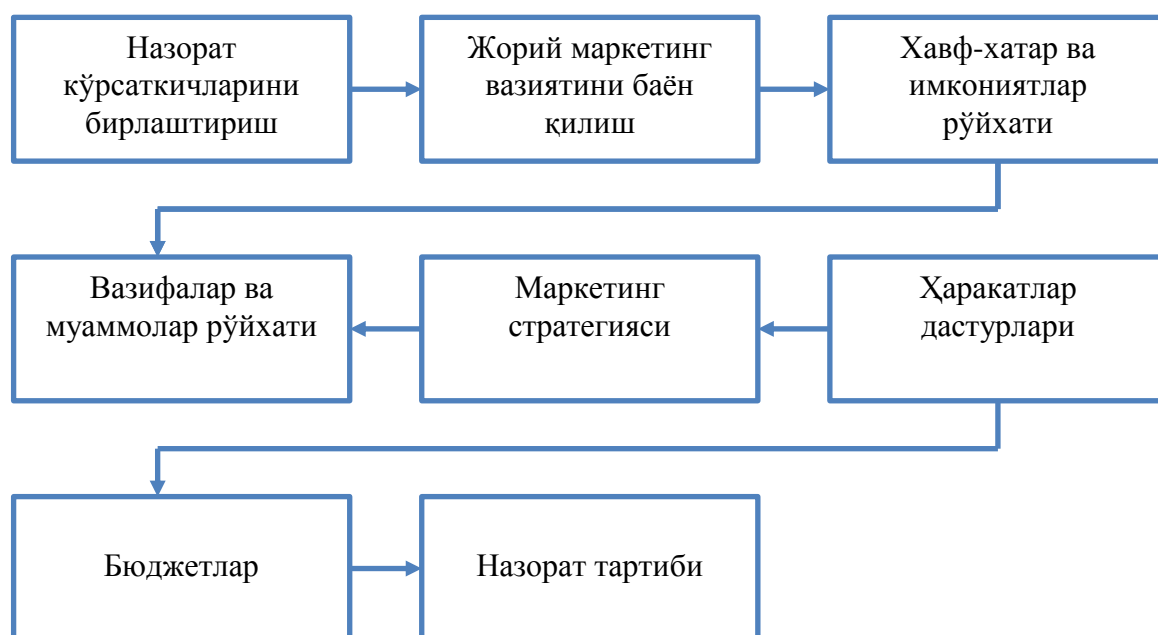 Назорат
кўрсаткичларини
бирлаштириш
Жорий маркетинг
вазиятини баён
қилиш
Хавф-хатар ва
имкониятлар
рўйхати
Вазифалар ва
муаммолар рўйхати
Маркетинг
стратегияси
Ҳаракатлар
дастурлари
Бюджетлар
Назорат тартиби